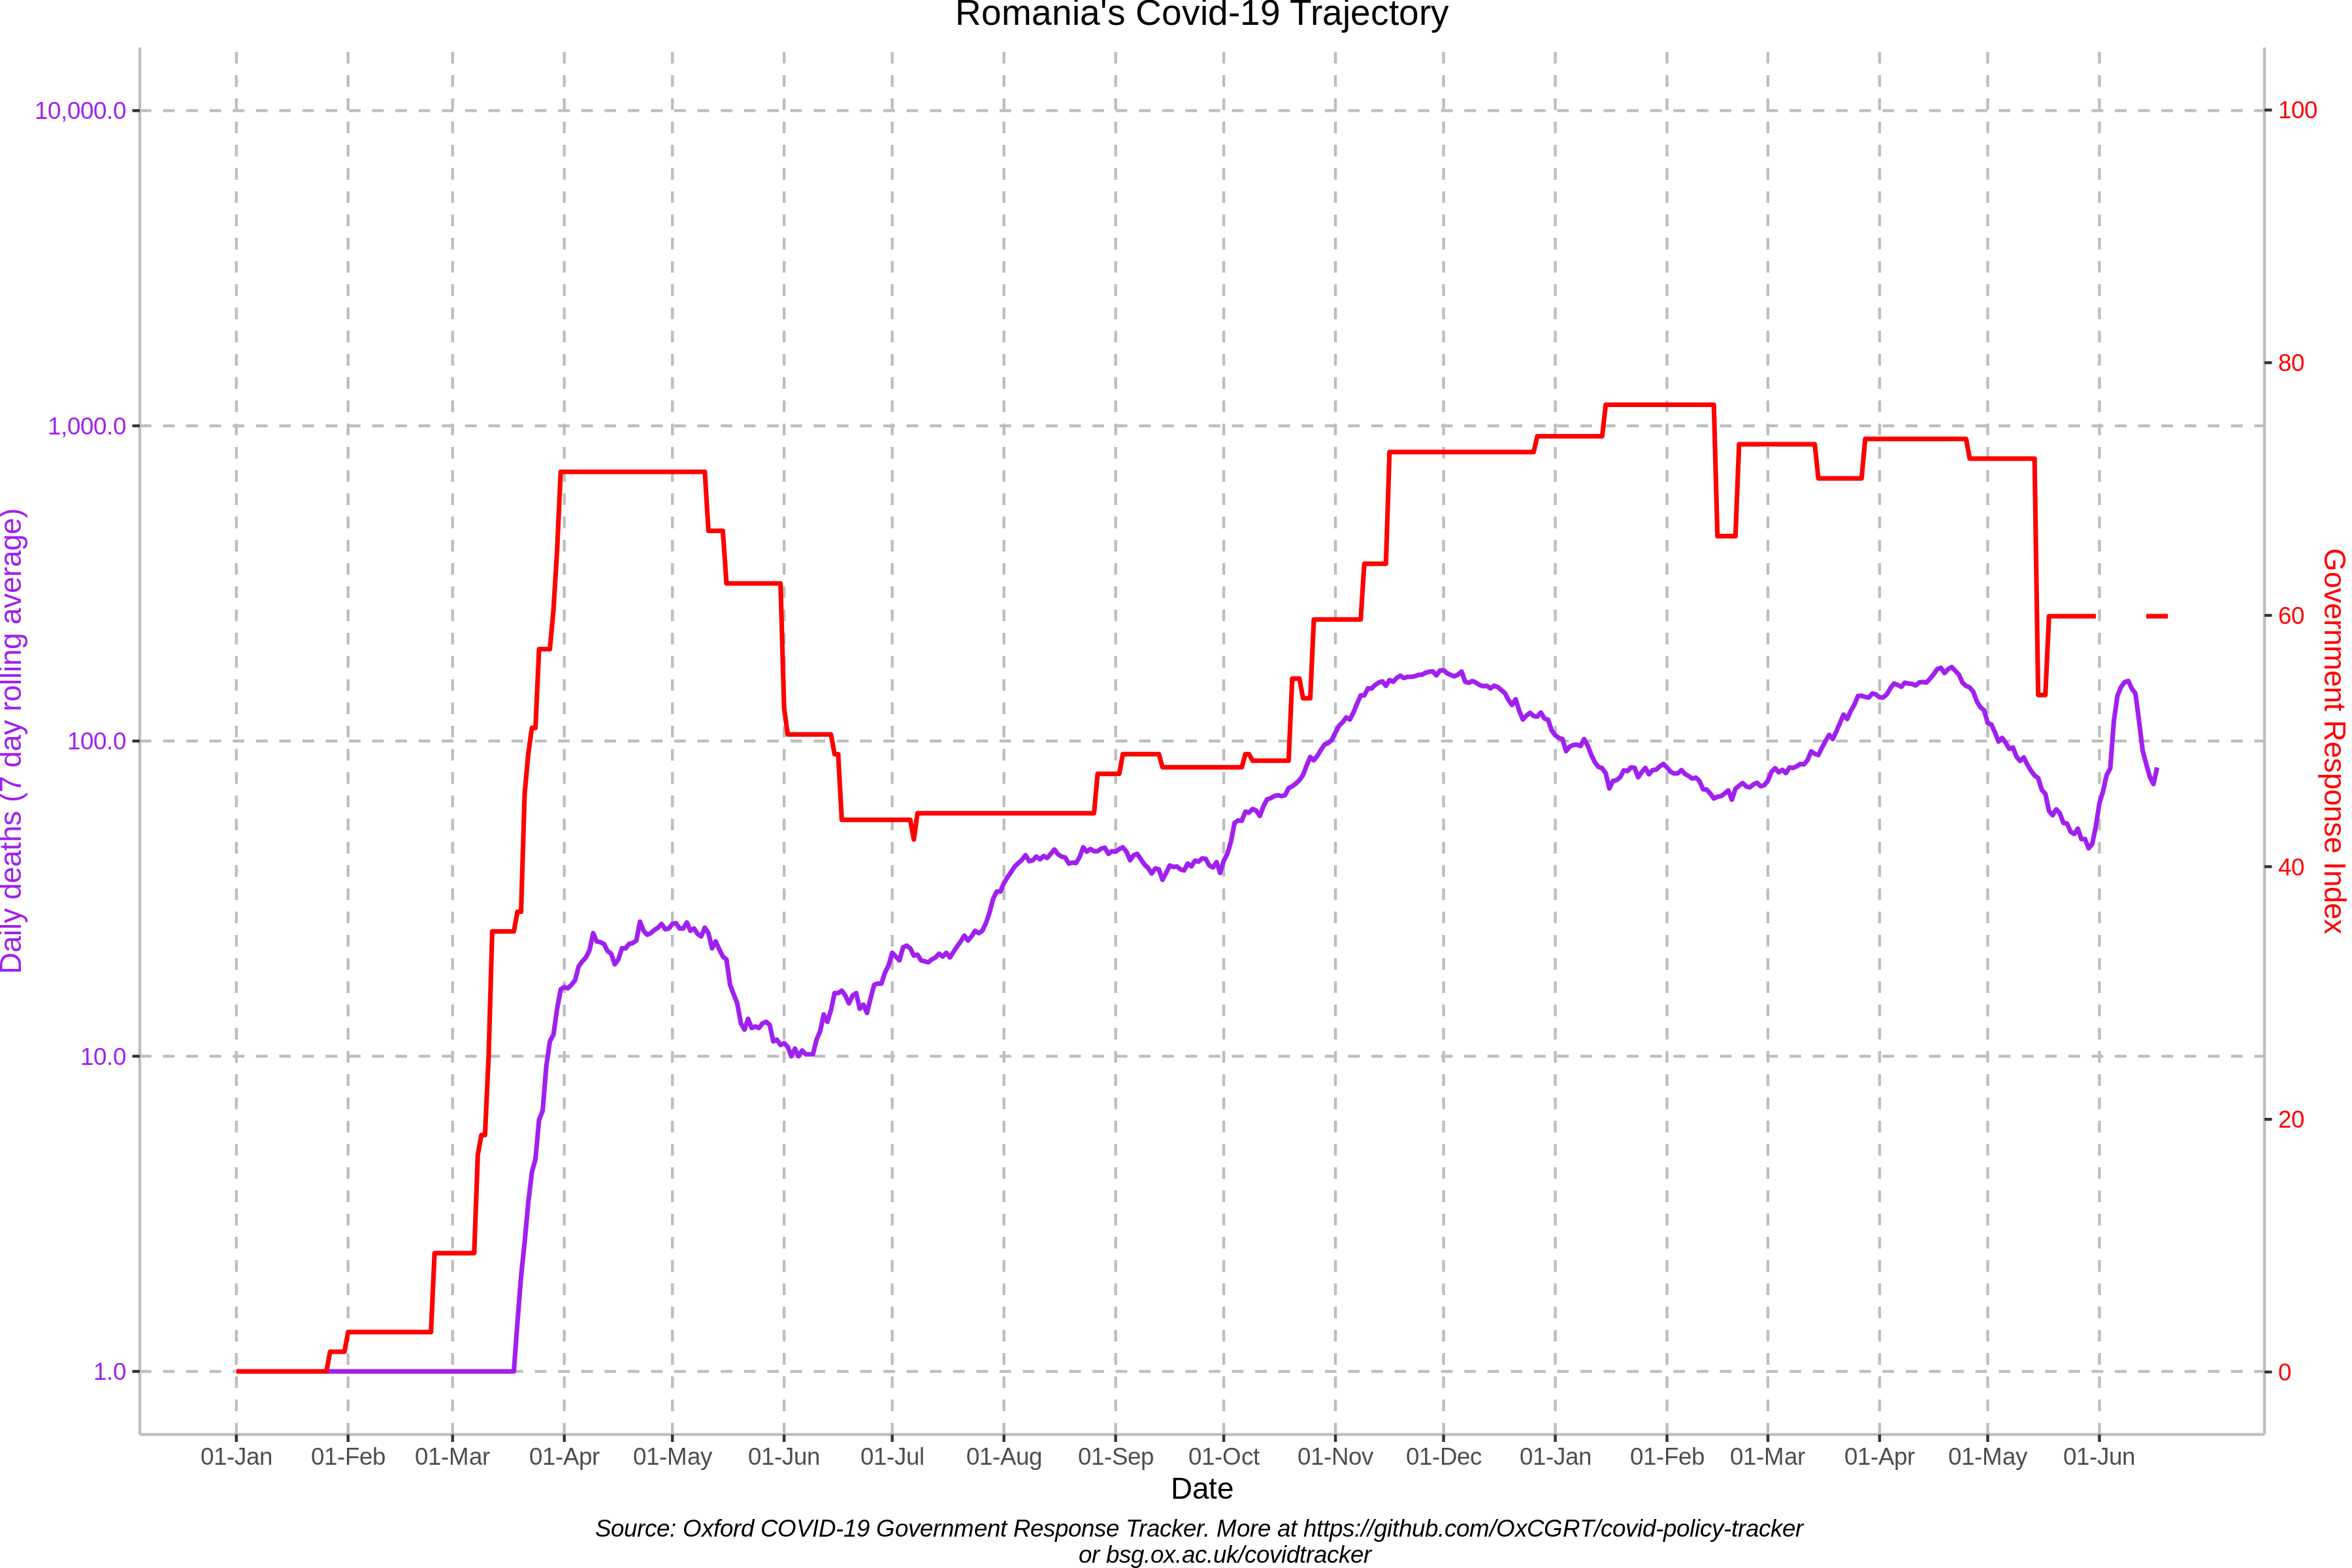 Romania's Covid-19 Trajectory
10,000.0
1,000.0
100.0
10.0
1.0
Daily deaths (7 day rolling average)
100
80
60
40
20
0
Government Response Index
01-Jan 01-Feb 01-Mar 01-Apr 01-May 01-Jun 01-Jul 01-Aug 01-Sep 01-Oct 01-Nov 01-Dec 01-Jan 01-Feb 01-Mar 01-Apr 01-May 01-Jun
Date
Source: Oxford COVID-19 Government Response Tracker. More at https://github.com/OxCGRT/covid-policy-tracker
or bsg.ox.ac.uk/covidtracker